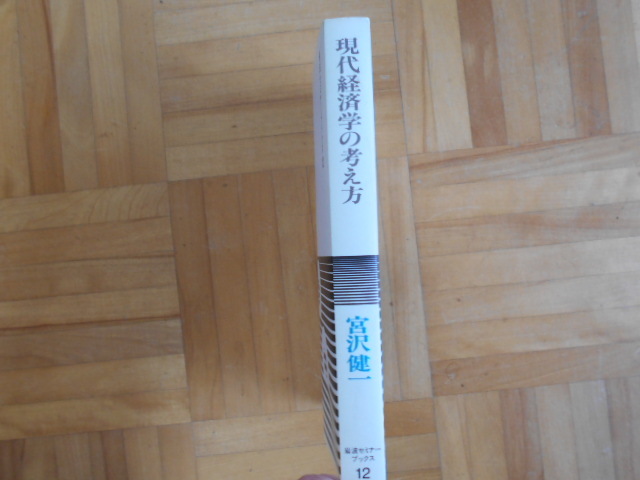 現代経済学の考え方
宮沢健一
岩波セミナー
ブックス
12